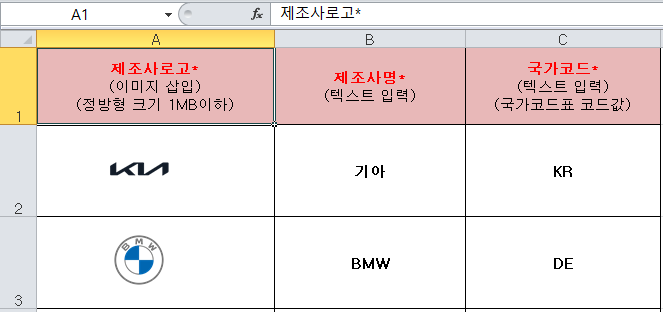 A1
fx 제조사로고*
A B C
1
제조사로고*
(이미지 삽입)
(정방형 크기 1MB이하)
제조사명*
(텍스트 입력)
국가코드*
(텍스트 입력)
(국가코드표 코드값)
2
KIA
기아
KR
3
BMW
BMW
DE